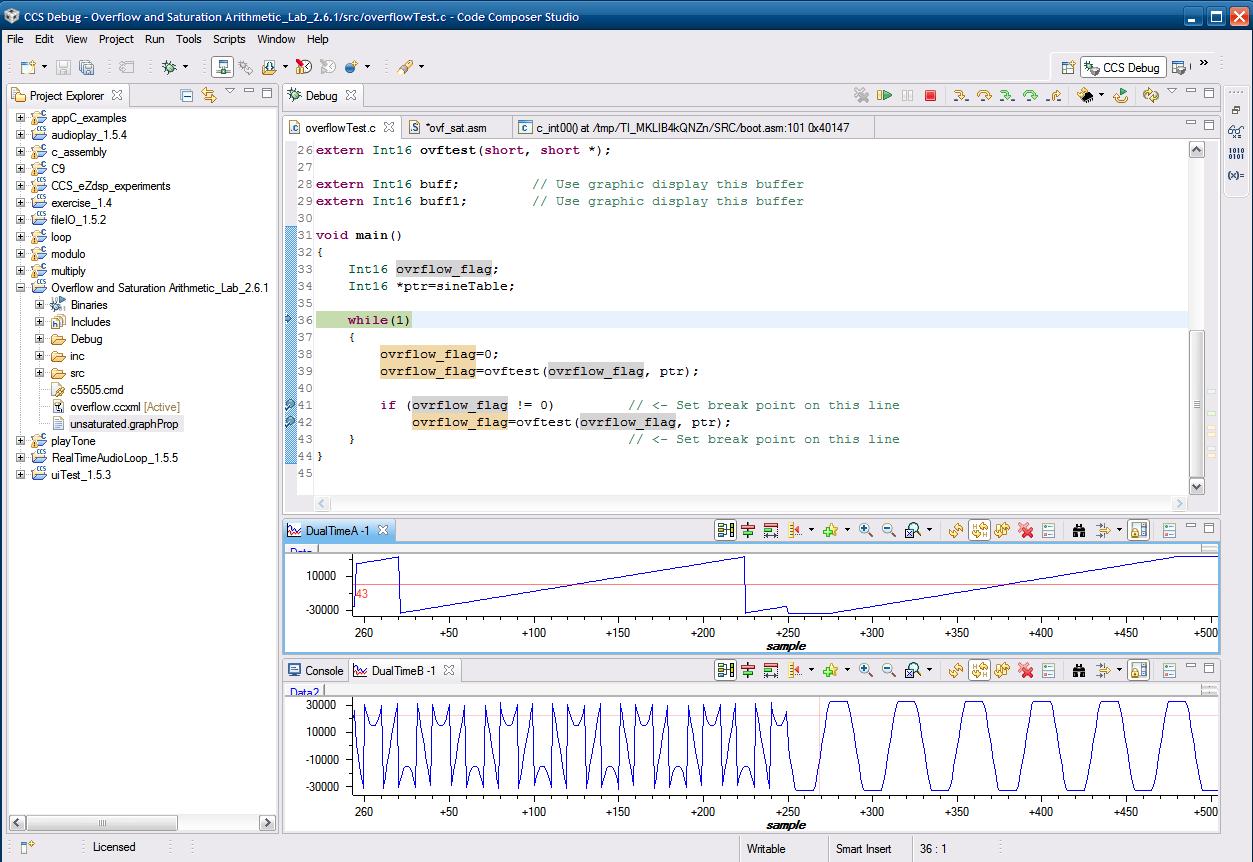 CCS Debug - Overflow and Saturation Arithmetic_Lab_2.6.1/src/overflowTest.c - Code Composer Studio
File Edit View Project Run Tools Scripts Window Help
CCS Debug
Project Explorer
appC_examples
audioplay_1.5.4
c_assembly
C9
CCS_eZdsp_experiments
exercise_1.4
fileIO_1.5.2
loop
modulo
multiply
Overflow and Saturation Arithmetic_Lab_2.6.1
Binaries
Includes
Debug
inc
src
c5505.cmd
overflow.ccxml [Active]
unsaturated.graphProp
playTone
RealTimeAudioLoop_1.5.5
uiTest_1.5.3
Debug
overflowTest.c *ovf_sat.asm c_int00() at /tmp/TI_MKLIB4kQNZn/SRC/boot.asm:101 0x40147
26 extern Int16 ovftest(short, short *);
27
28 extern Int16 buff; // Use graphic display this buffer
29 extern Int16 buff1; // Use graphic display this buffer
30
31 void main()
32 {
33 Int16 ovrflow_flag;
34 Int16 *ptr=sineTable;
35
36 while(1)
37 {
38 ovrflow_flag=0;
39 ovrflow_flag=ovftest(ovrflow_flag, ptr);
40
41 if (ovrflow_flag != 0) // <- Set break point on this line
42 ovrflow_flag=ovftest(ovrflow_flag, ptr);
43 } // <- Set break point on this line
44 }
45
DualTimeA -1
10000
43
-30000
260 +50 +100 +150 +200 +250 +300 +350 +400 +450 +500
sample
Console DualTimeB -1
Data2
30000
10000
-10000
-30000
260 +50 +100 +150 +200 +250 +300 +350 +400 +450 +500
sample
Licensed Writable Smart Insert 36 : 1